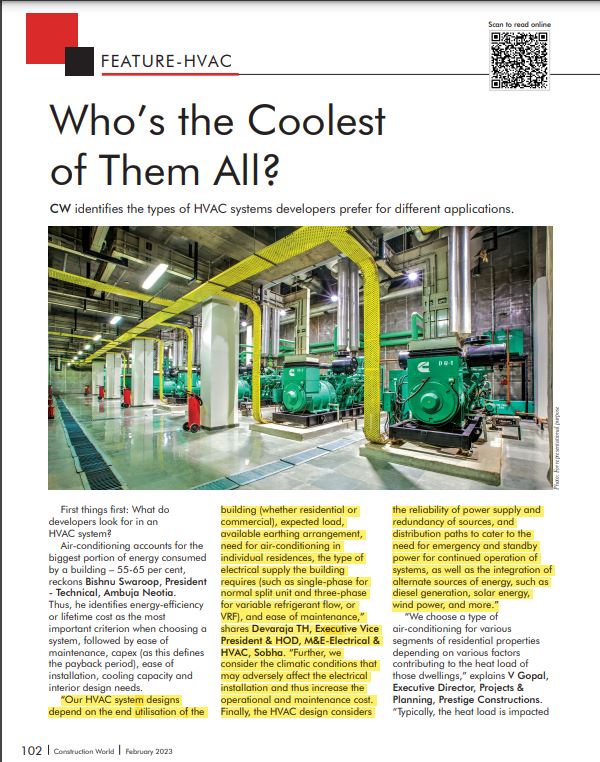 Scan to read online
FEATURE-HVAC
Who's the Coolest
of Them All?
CW identifies the types of HVAC systems developers prefer for different applications.
Photo: For representational purpose
First things first: What do
developers look for in an
HVAC system?
Air-conditioning accounts for the
biggest portion of energy consumed
by a building – 55-65 per cent,
reckons Bishnu Swaroop, President
- Technical, Ambuja Neotia.
Thus, he identifies energy-efficiency
or lifetime cost as the most
important criterion when choosing a
system, followed by ease of
maintenance, capex (as this defines
the payback period), ease of
installation, cooling capacity and
interior design needs.
"Our HVAC system designs
depend on the end utilisation of the
building (whether residential or
commercial), expected load,
available earthing arrangement,
need for air-conditioning in
individual residences, the type of
electrical supply the building
requires (such as single-phase for
normal split unit and three-phase
for variable refrigerant flow, or
VRF), and ease of maintenance,"
shares Devaraja TH, Executive Vice
President & HOD, M&E-Electrical &
HVAC, Sobha. "Further, we
consider the climatic conditions that
may adversely affect the electrical
installation and thus increase the
operational and maintenance cost.
Finally, the HVAC design considers
the reliability of power supply and
redundancy of sources, and
distribution paths to cater to the
need for emergency and standby
power for continued operation of
systems, as well as the integration of
alternate sources of energy, such as
diesel generation, solar energy,
wind power, and more."
"We choose a type of
air-conditioning for various
segments of residential properties
depending on various factors
contributing to the heat load of
those dwellings," explains V Gopal,
Executive Director, Projects &
Planning, Prestige Constructions.
"Typically, the heat load is impacted
102 | Construction World | February 2023